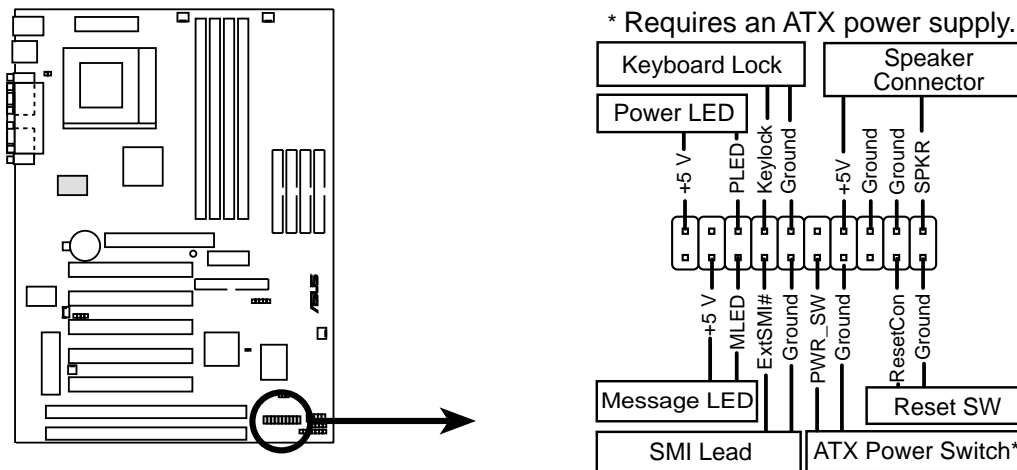 * Requires an ATX power supply.
Keyboard Lock
Speaker
Connector
Power LED
+5 V
PLED
Keylock
Ground
+5V
Ground
Ground
SPKR
/ISUS
+5 V
MLED
ExtSMI#
Ground
PWR_SW
Ground
ResetCon
Ground
Message LED
Reset SW
SMI Lead
ATX Power Switch*